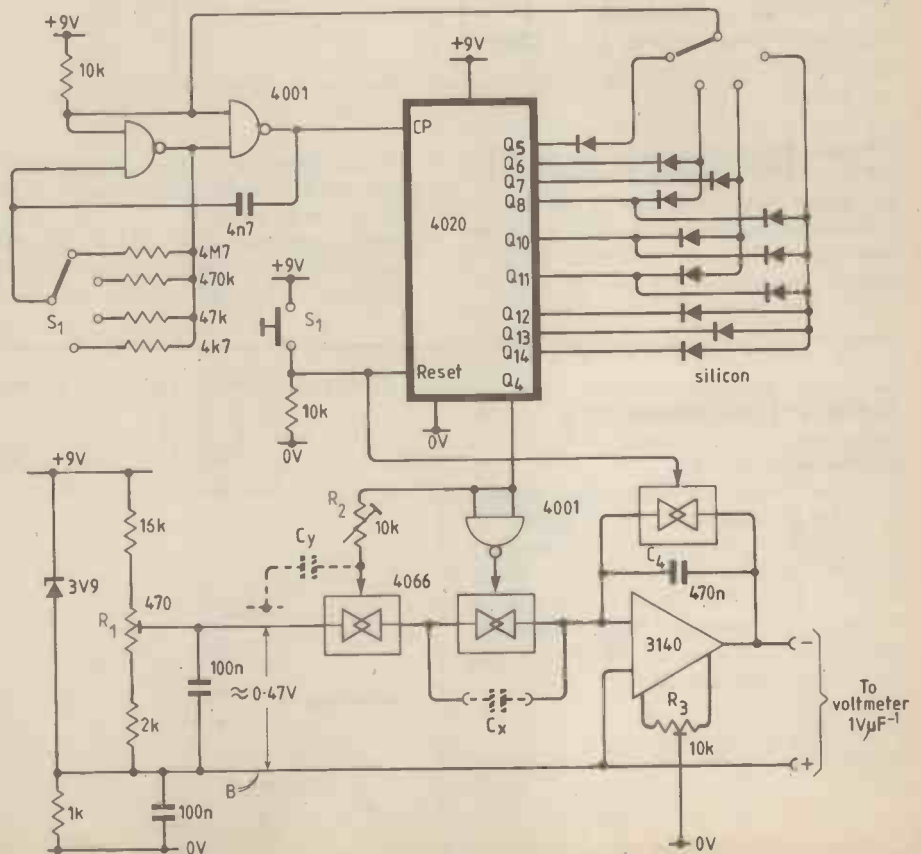 +9V
10k
4001
4n7
4M7
470k
47k
4k7
S1
+9V
CP
4020
Reset
0V
Q5
Q6
Q7
Q8
Q10
Q11
Q12
Q13
Q14
Q4
silicon
+9V
S1
10k
0V
+9V
16k
3V9
470
R1
2k
1k
100n
0V
100n
≈0·47V
B
R2
10k
Cy
4066
4001
Cx
C4
470n
3140
R3
10k
0V
−
+
To
voltmeter
1VµF⁻¹